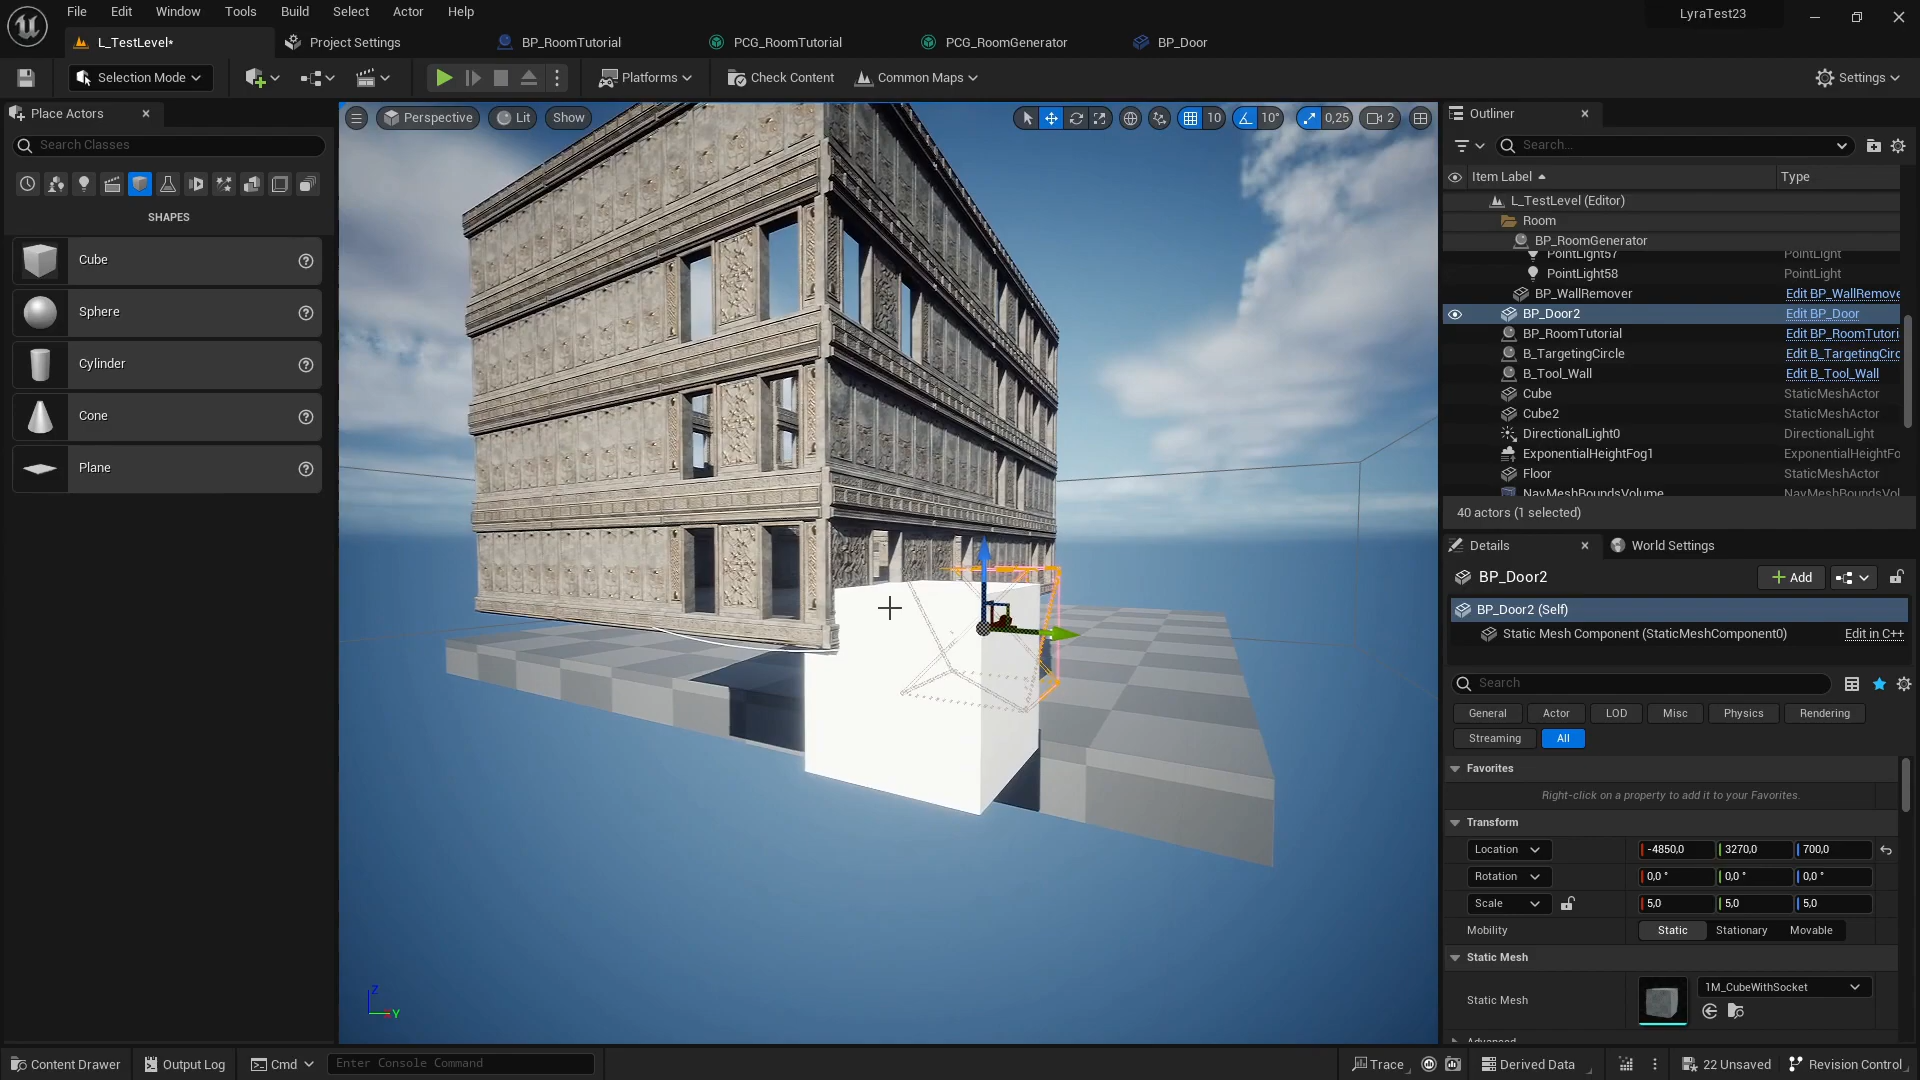 File Edit Window Tools Build Select Actor Help
LyraTest23
L_TestLevel*
Project Settings
BP_RoomTutorial
PCG_RoomTutorial
PCG_RoomGenerator
BP_Door
Selection Mode
Platforms
Check Content
Common Maps
Settings
Place Actors
Search Classes
SHAPES
Cube
Sphere
Cylinder
Cone
Plane
Perspective
Lit
Show
10
10°
0,25
2
Outliner
Search...
Item Label
Type
L_TestLevel (Editor)
Room
BP_RoomGenerator
PointLight57 PointLight
PointLight58 PointLight
BP_WallRemover Edit BP_WallRemove
BP_Door2 Edit BP_Door
BP_RoomTutorial Edit BP_RoomTutori
B_TargetingCircle Edit B_TargetingCirc
B_Tool_Wall Edit B_Tool_Wall
Cube StaticMeshActor
Cube2 StaticMeshActor
DirectionalLight0 DirectionalLight
ExponentialHeightFog1 ExponentialHeightFo
Floor StaticMeshActor
NavMeshBoundsVolume NavMeshBoundsVol
40 actors (1 selected)
Details
World Settings
BP_Door2
Add
BP_Door2 (Self)
Static Mesh Component (StaticMeshComponent0) Edit in C++
Search
General Actor LOD Misc Physics Rendering
Streaming All
Favorites
Right-click on a property to add it to your Favorites.
Transform
Location -4850,0 3270,0 700,0
Rotation 0,0 ° 0,0 ° 0,0 °
Scale 5,0 5,0 5,0
Mobility Static Stationary Movable
Static Mesh
Static Mesh 1M_CubeWithSocket
Advanced
Z
Y
Content Drawer
Output Log
Cmd
Enter Console Command
Trace
Derived Data
22 Unsaved
Revision Control